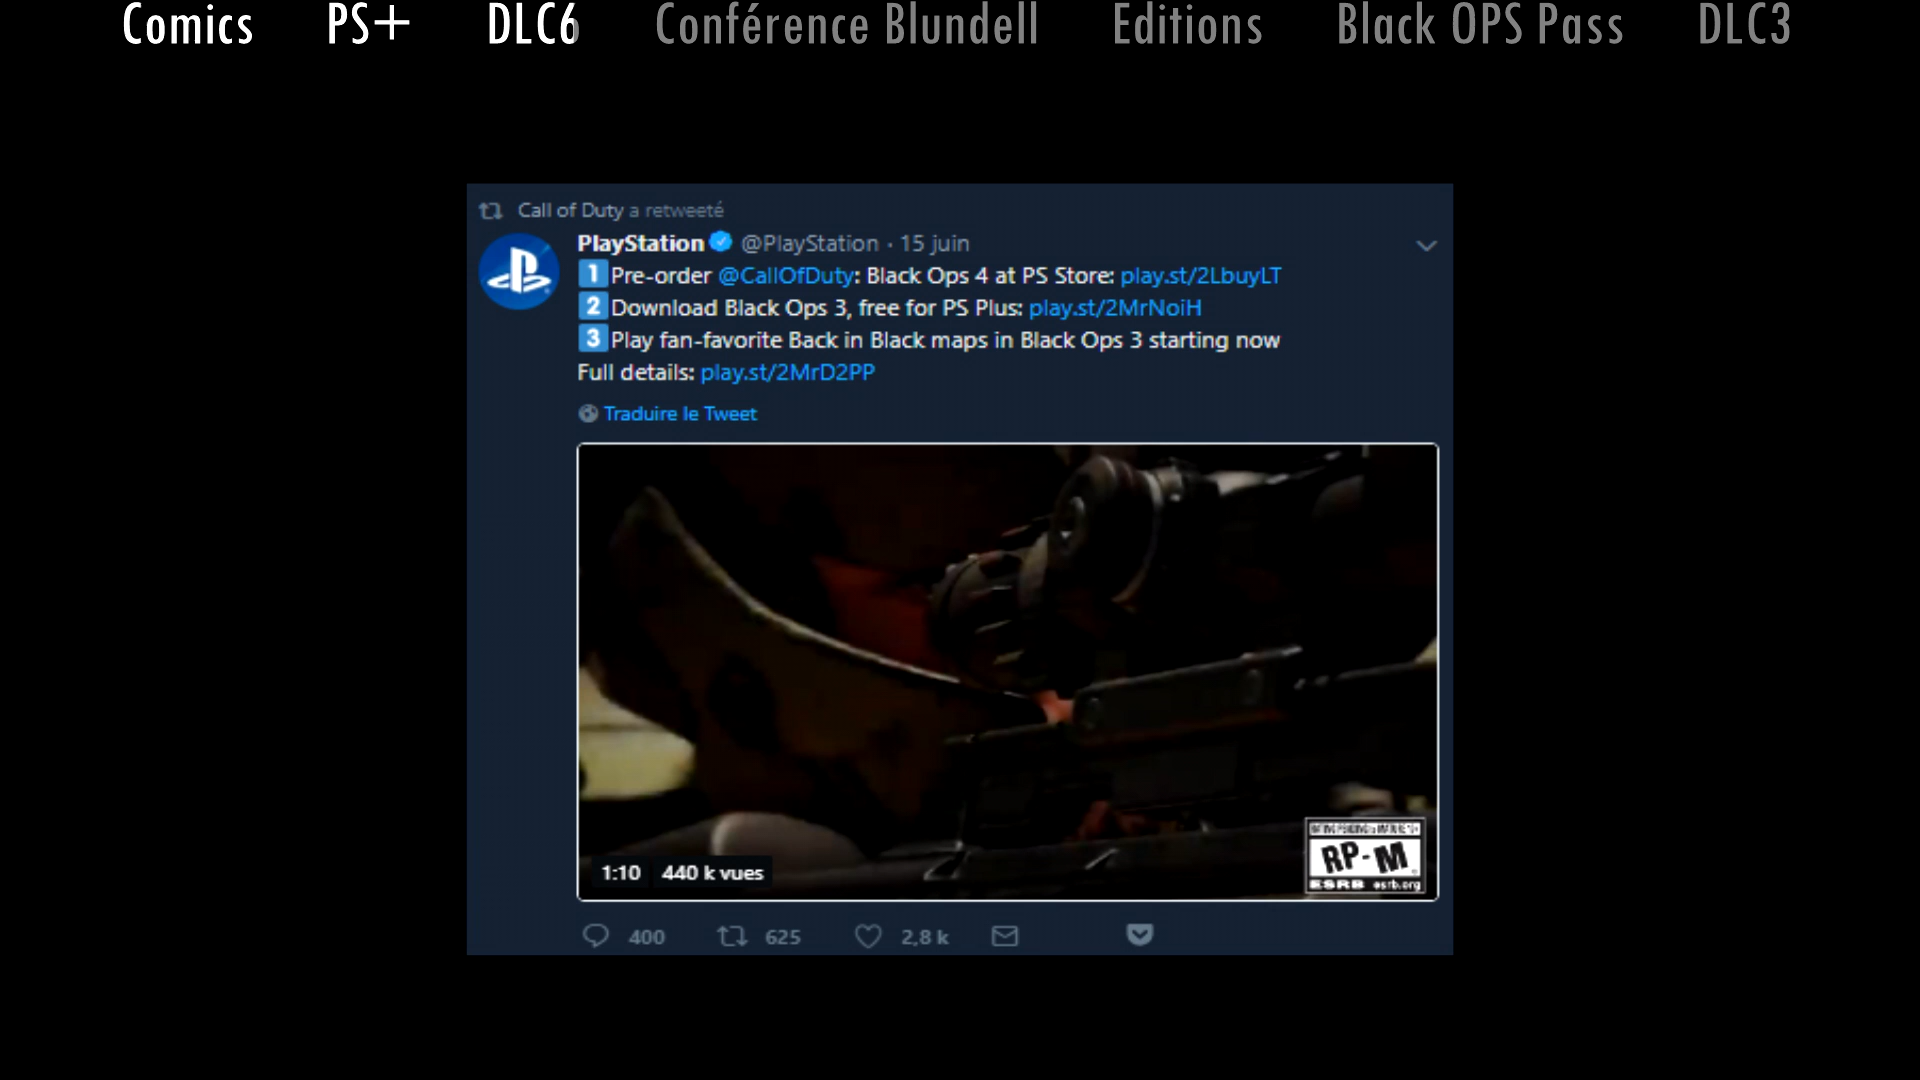 Comics PS+ DLC6 Conférence Blundell Editions Black OPS Pass DLC3
Call of Duty a retweeté
PlayStation @PlayStation · 15 juin
1 Pre-order @CallOfDuty: Black Ops 4 at PS Store: play.st/2LbuyLT
2 Download Black Ops 3, free for PS Plus: play.st/2MrNoiH
3 Play fan-favorite Back in Black maps in Black Ops 3 starting now
Full details: play.st/2MrD2PP
Traduire le Tweet
RP-M
ESRB esrb.org
1:10 440 k vues
400 625 2,8 k